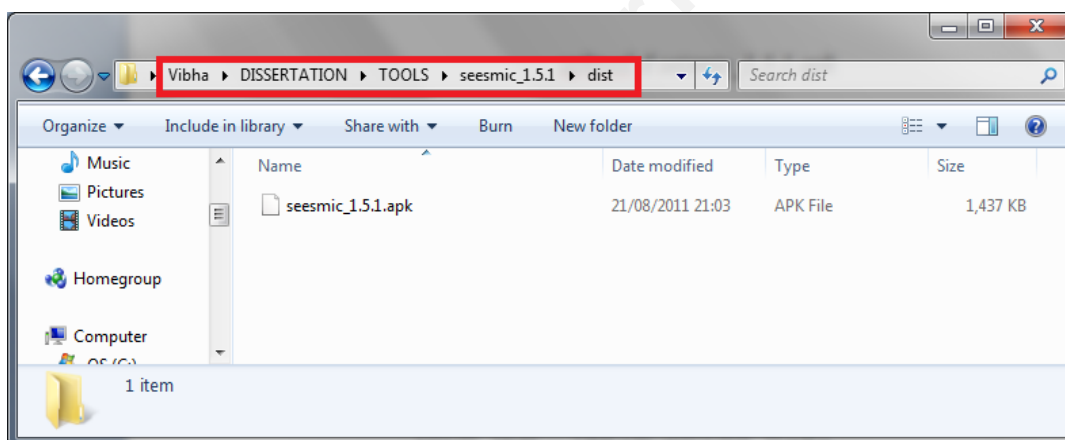 Vibha ▸ DISSERTATION ▸ TOOLS ▸ seesmic_1.5.1 ▸ dist
Search dist
Organize Include in library Share with Burn New folder
Music
Pictures
Videos
Homegroup
Computer
OS (C:)
Name Date modified Type Size
seesmic_1.5.1.apk 21/08/2011 21:03 APK File 1,437 KB
1 item